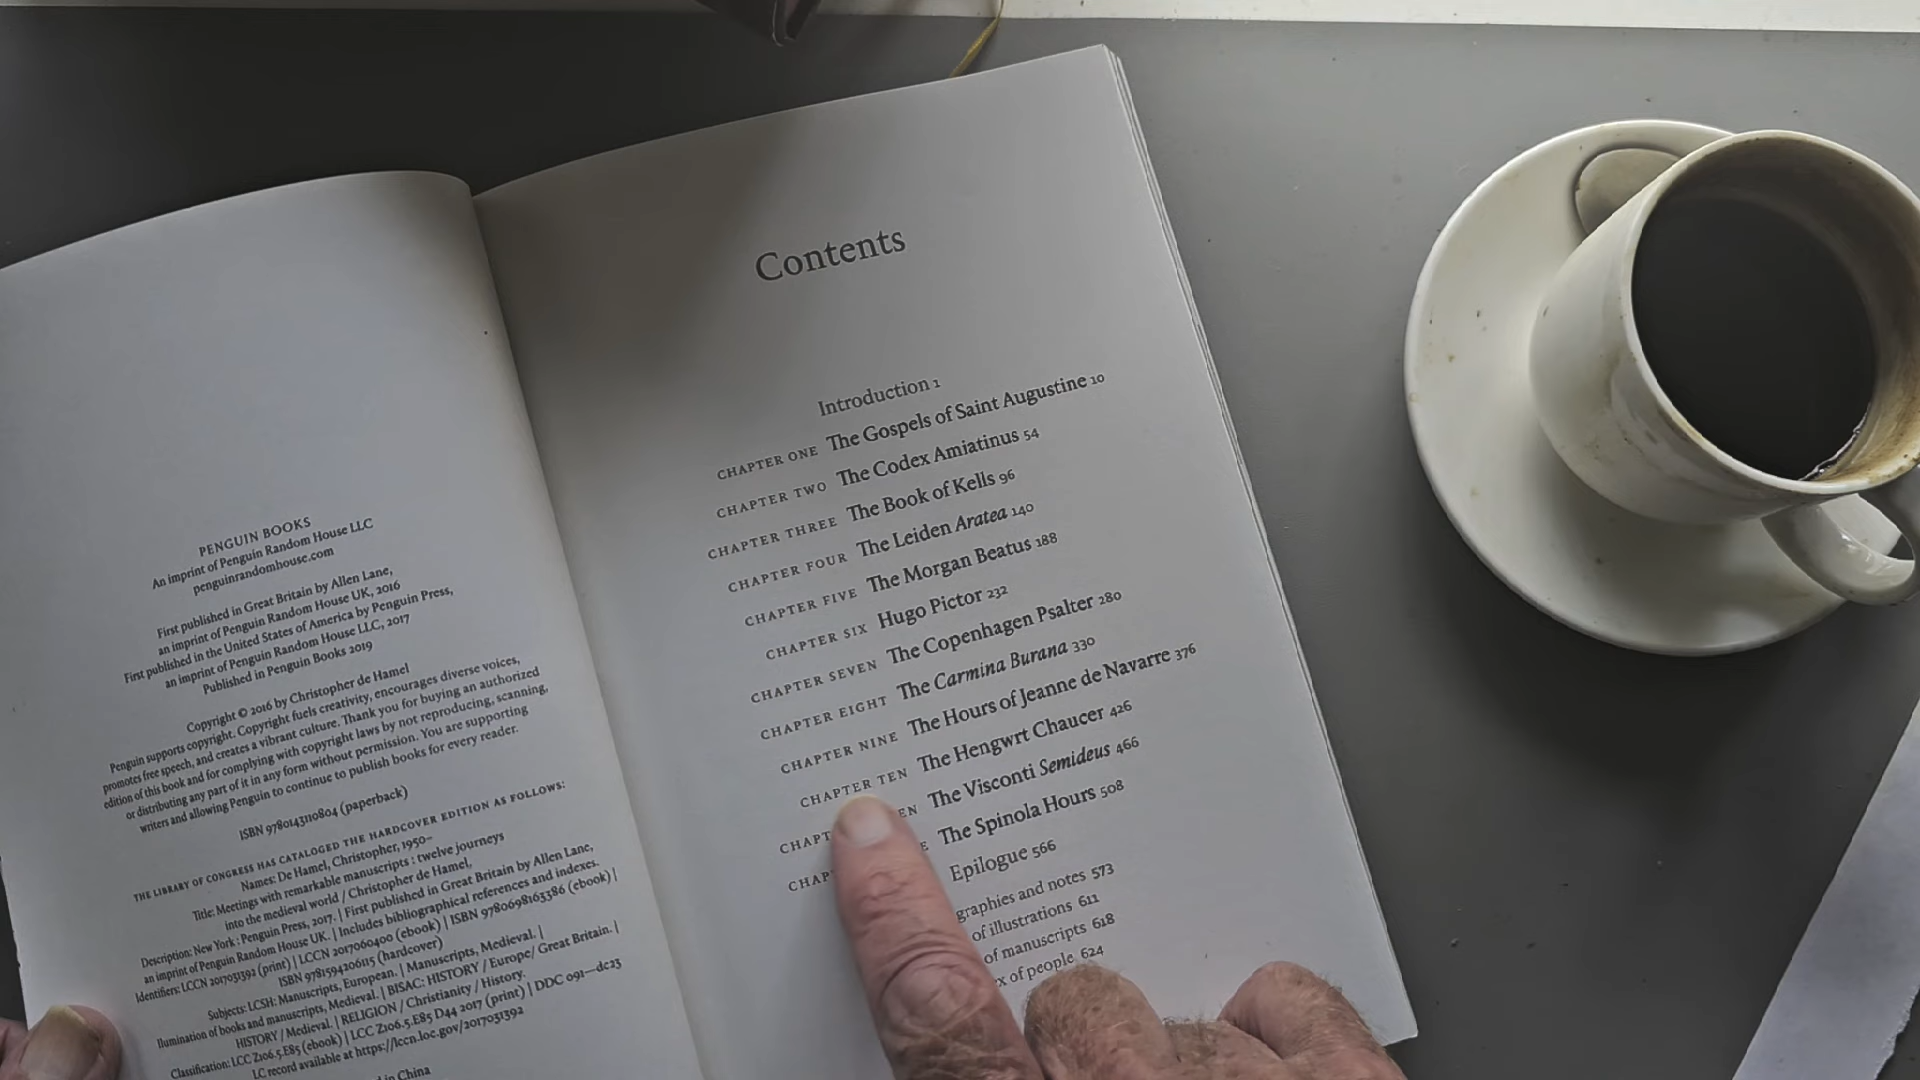 PENGUIN BOOKS
An imprint of Penguin Random House LLC
penguinrandomhouse.com
First published in Great Britain by Allen Lane,
an imprint of Penguin Random House UK, 2016
First published in the United States of America by Penguin Press,
an imprint of Penguin Random House LLC, 2017
Published in Penguin Books 2019
Copyright © 2016 by Christopher de Hamel
Penguin supports copyright. Copyright fuels creativity, encourages diverse voices,
promotes free speech, and creates a vibrant culture. Thank you for buying an authorized
edition of this book and for complying with copyright laws by not reproducing, scanning,
or distributing any part of it in any form without permission. You are supporting
writers and allowing Penguin to continue to publish books for every reader.
ISBN 9780143110804 (paperback)
THE LIBRARY OF CONGRESS HAS CATALOGED THE HARDCOVER EDITION AS FOLLOWS:
Names: De Hamel, Christopher, 1950–
Title: Meetings with remarkable manuscripts : twelve journeys
into the medieval world / Christopher de Hamel,
Description: New York : Penguin Press, 2017. | First published in Great Britain by Allen Lane,
an imprint of Penguin Random House UK. | Includes bibliographical references and indexes.
Identifiers: LCCN 2017031392 (print) | LCCN 2017060400 (ebook) | ISBN 9780698163386 (ebook) |
ISBN 9781594206115 (hardcover)
Subjects: LCSH: Manuscripts, European. | Manuscripts, Medieval. |
Illumination of books and manuscripts, Medieval. | BISAC: HISTORY / Europe / Great Britain. |
HISTORY / Medieval. | RELIGION / Christianity / History.
Classification: LCC Z106.5.E85 (ebook) | LCC Z106.5.E85 D44 2017 (print) | DDC 091—dc23
LC record available at https://lccn.loc.gov/2017031392
in China
Contents
Introduction 1
CHAPTER ONE The Gospels of Saint Augustine 10
CHAPTER TWO The Codex Amiatinus 54
CHAPTER THREE The Book of Kells 96
CHAPTER FOUR The Leiden Aratea 140
CHAPTER FIVE The Morgan Beatus 188
CHAPTER SIX Hugo Pictor 232
CHAPTER SEVEN The Copenhagen Psalter 280
CHAPTER EIGHT The Carmina Burana 330
CHAPTER NINE The Hours of Jeanne de Navarre 376
CHAPTER TEN The Hengwrt Chaucer 426
The Visconti Semideus 466
The Spinola Hours 508
Epilogue 566
and notes 573
of illustrations 611
of manuscripts 618
of people 624